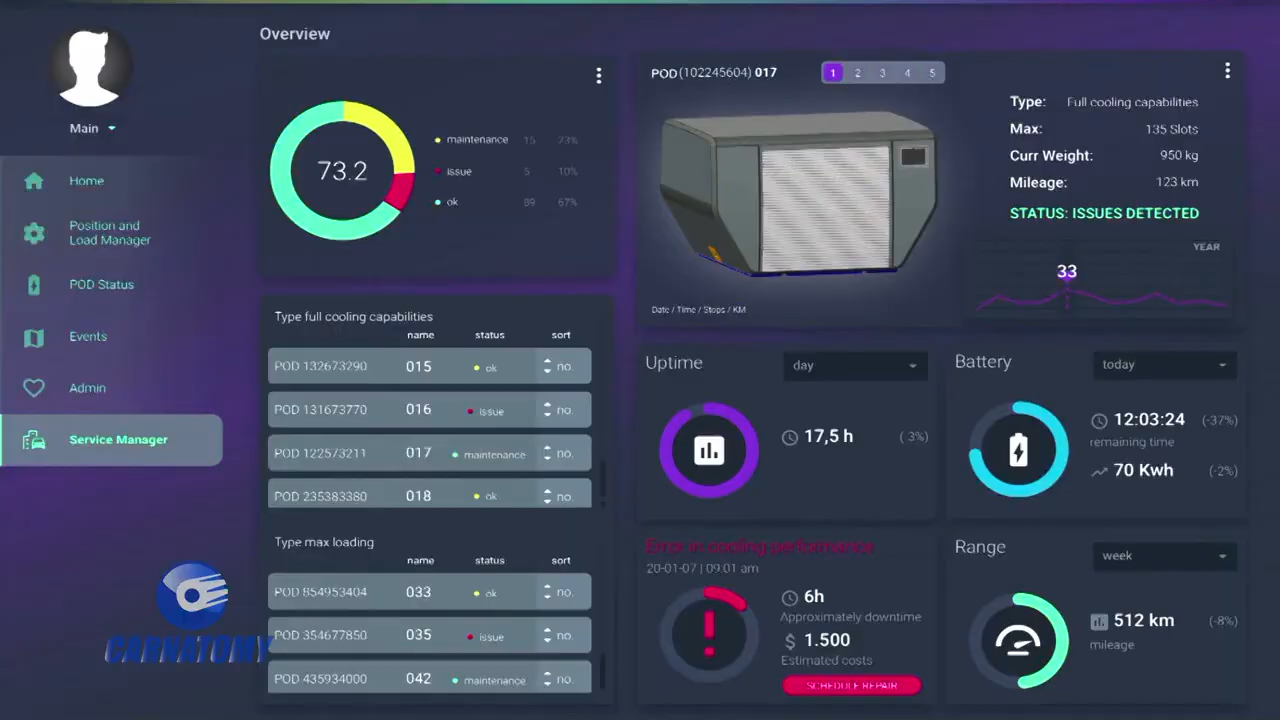 Overview
Main
Home
Position and
Load Manager
POD Status
Events
Admin
Service Manager
CARNATOMY
73.2
maintenance 15 23%
issue 5 10%
ok 89 67%
Type full cooling capabilities
name status sort
POD 132673290 015 ok no.
POD 131673770 016 issue no.
POD 122573211 017 maintenance no.
POD 235383380 018 ok no.
Type max loading
name status sort
POD 854953404 033 ok no.
POD 354677850 035 issue no.
POD 435934000 042 maintenance no.
POD (102245604) 017
1 2 3 4 5
Date / Time / Stops / KM
Type: Full cooling capabilities
Max: 135 Slots
Curr Weight: 950 kg
Mileage: 123 km
STATUS: ISSUES DETECTED
YEAR
33
Uptime
day
17,5 h (3%)
Battery
today
12:03:24 (-37%)
remaining time
70 Kwh (-2%)
Error in cooling performance
20-01-07 | 09.01 am
6h
Approximately downtime
$ 1.500
Estimated costs
SCHEDULE REPAIR
Range
week
512 km (-8%)
mileage